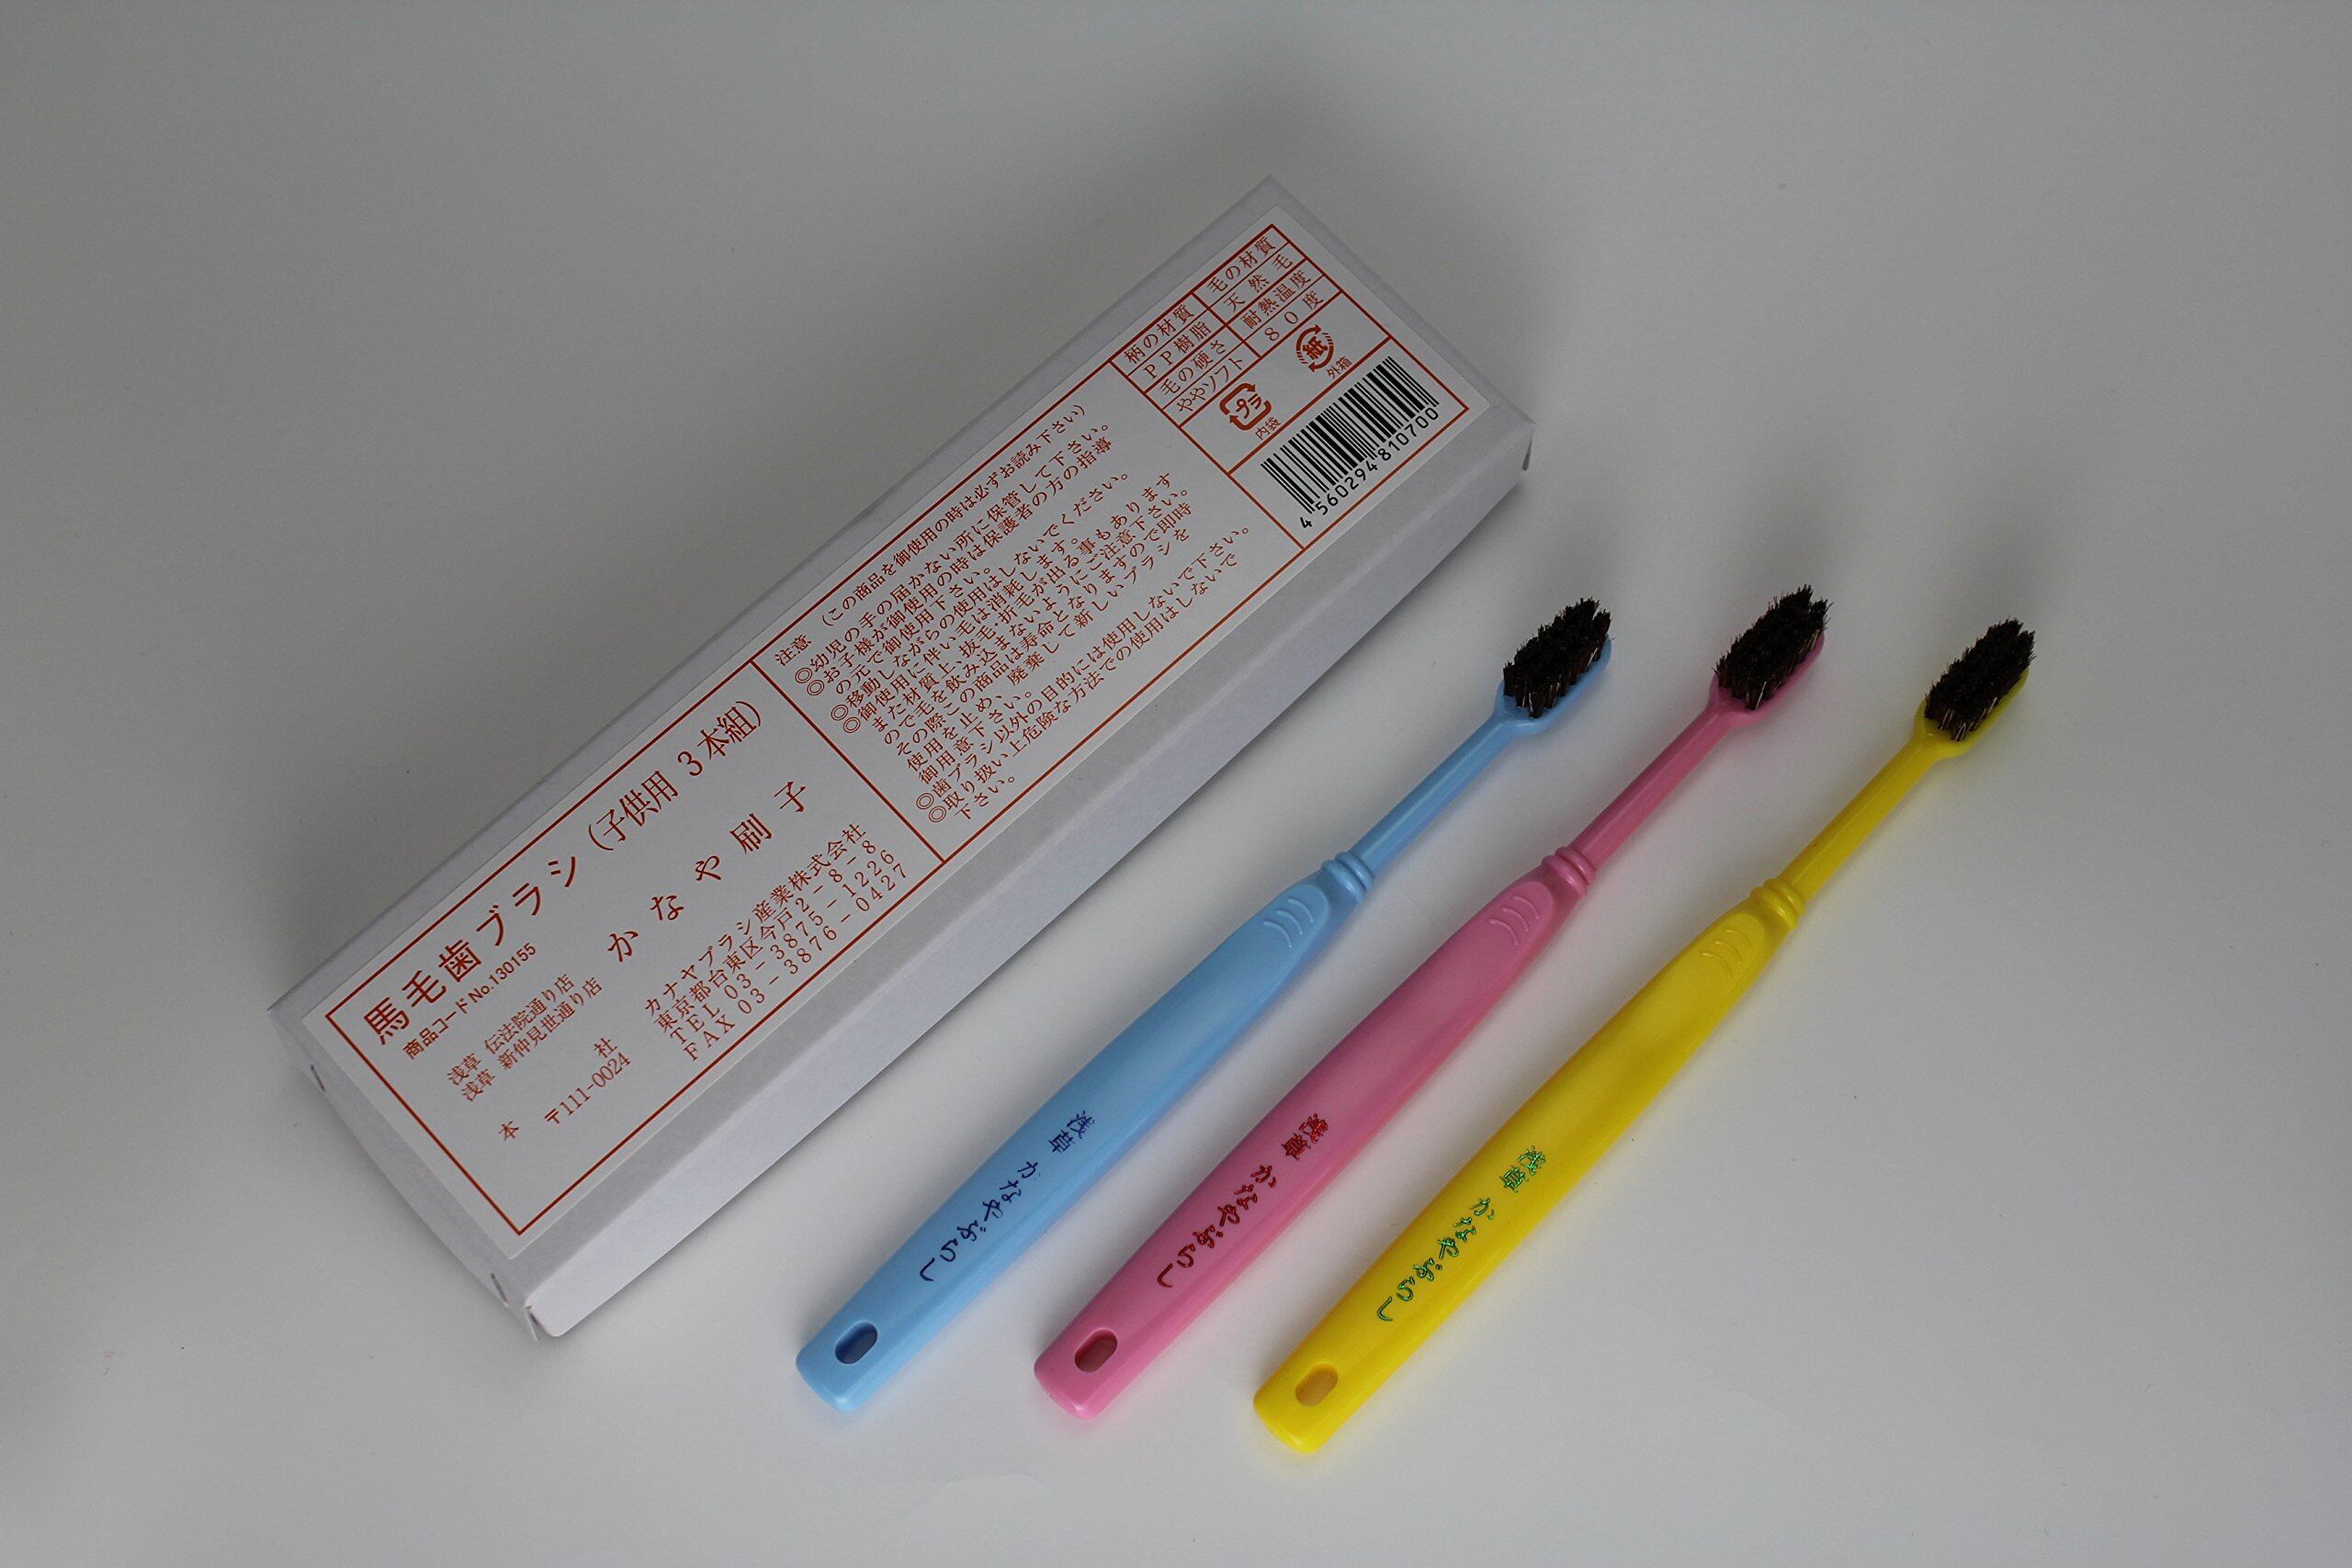 馬毛歯ブラシ（子供用 3本組）
商品コードNo.130155
かなや刷子
浅草 伝法院通り店
浅草 新仲見世通り店
本社
〒111-0024
カナヤブラシ産業株式会社
東京都台東区今戸2-8-8
TEL 03-3875-1226
FAX 03-3876-0427
注意（この商品を御使用の時は必ずお読み下さい）
◎幼児の手の届かない所に保管して下さい。
◎お子様が御使用の時は保護者の方の指導
の元で御使用下さい。
◎移動しながらの使用はしないでください。
◎御使用に伴い毛は消耗します。
また材質上、抜毛・折毛が出る事もあります
ので毛を飲み込まないようにご注意下さい。
その際この商品は寿命となりますので即時
使用を止め、廃棄して新しいブラシを
御用意下さい。
◎歯ブラシ以外の目的には使用しないで下さい。
◎取り扱い上危険な方法での使用はしないで
下さい。
柄の材質 毛の材質
PP樹脂 天然毛
毛の硬さ 耐熱温度
ややソフト 80度
プラ 紙
内袋 外箱
4 560294 810700
浅草 かなやぶらし
浅草 かなやぶらし
浅草 かなやぶらし